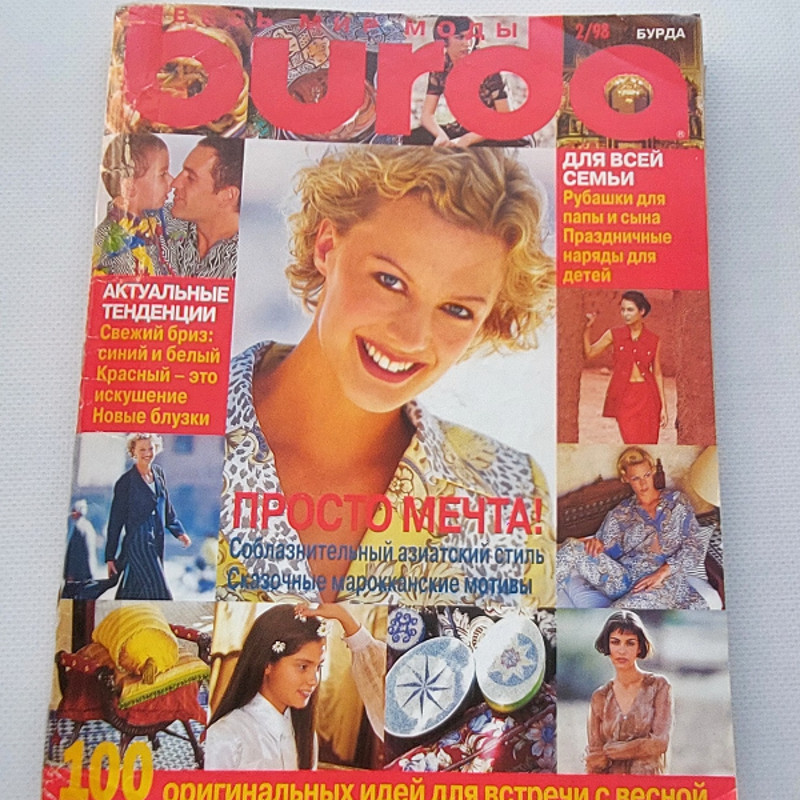 ВЕСЬ МИР МОДЫ
2/98
БУРДА
burda
®
ДЛЯ ВСЕЙ
СЕМЬИ
Рубашки для
папы и сына
Праздничные
наряды для
детей
АКТУАЛЬНЫЕ
ТЕНДЕНЦИИ
Свежий бриз:
синий и белый
Красный – это
искушение
Новые блузки
ПРОСТО МЕЧТА!
Соблазнительный азиатский стиль
Сказочные марокканские мотивы
100 оригинальных идей для встречи с весной